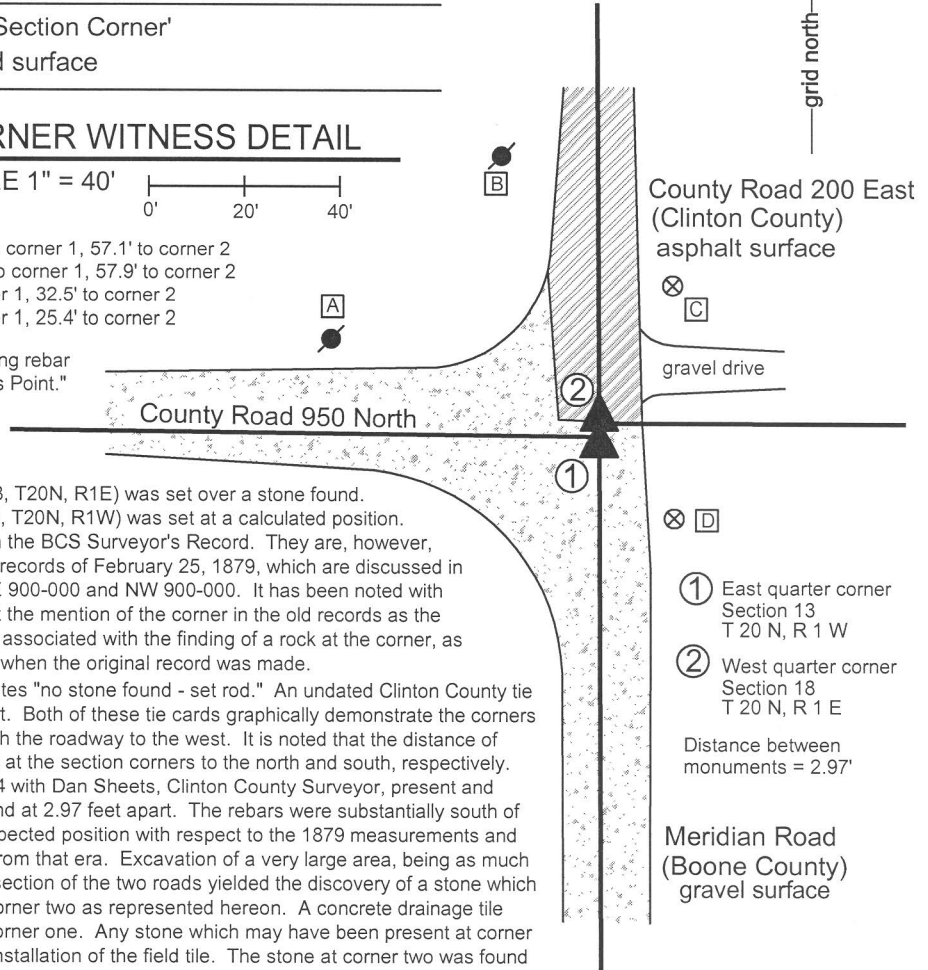 Section Corner'
surface
grid north
WITNESS DETAIL
1" = 40'
0' 20' 40'
B
County Road 200 East
(Clinton County)
asphalt surface
corner 1, 57.1' to corner 2
corner 1, 57.9' to corner 2
1, 32.5' to corner 2
1, 25.4' to corner 2
A
C
rebar
Point."
gravel drive
2
County Road 950 North
1
T20N, R1E) was set over a stone found.
T20N, R1W) was set at a calculated position.
the BCS Surveyor's Record. They are, however,
records of February 25, 1879, which are discussed in
900-000 and NW 900-000. It has been noted with
the mention of the corner in the old records as the
associated with the finding of a rock at the corner, as
when the original record was made.
"no stone found - set rod." An undated Clinton County tie
Both of these tie cards graphically demonstrate the corners
the roadway to the west. It is noted that the distance of
at the section corners to the north and south, respectively.
with Dan Sheets, Clinton County Surveyor, present and
at 2.97 feet apart. The rebars were substantially south of
position with respect to the 1879 measurements and
from that era. Excavation of a very large area, being as much
of the two roads yielded the discovery of a stone which
corner two as represented hereon. A concrete drainage tile
corner one. Any stone which may have been present at corner
installation of the field tile. The stone at corner two was found
D
1 East quarter corner
Section 13
T 20 N, R 1 W
2 West quarter corner
Section 18
T 20 N, R 1 E
Distance between
monuments = 2.97'
Meridian Road
(Boone County)
gravel surface